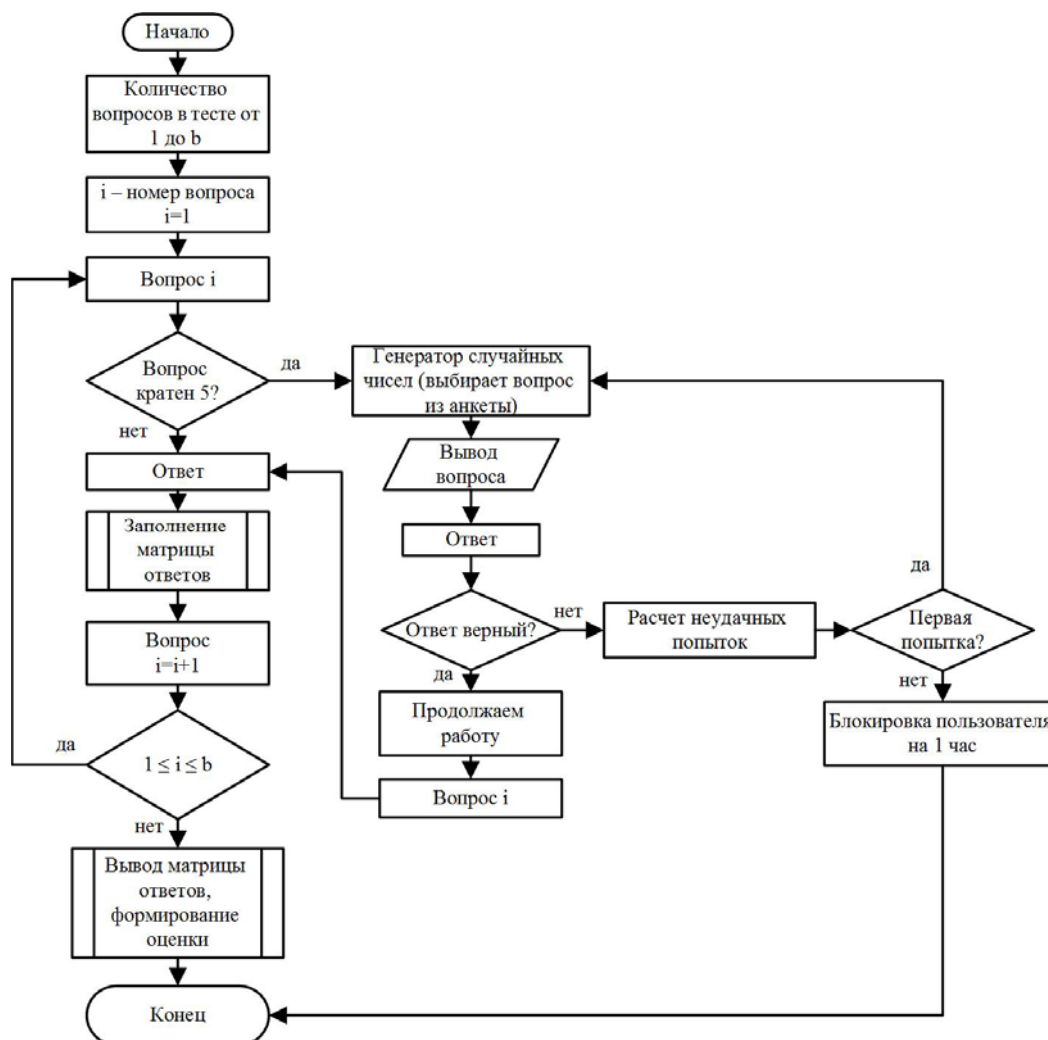 Начало
Количество
вопросов в тесте от
1 до b
i – номер вопроса
i=1
Вопрос i
Вопрос
кратен 5?
да
нет
Генератор случайных
чисел (выбирает вопрос
из анкеты)
Вывод
вопроса
Ответ
Ответ верный?
нет
да
Расчет неудачных
попыток
Первая
попытка?
да
нет
Блокировка пользователя
на 1 час
Продолжаем
работу
Вопрос i
Ответ
Заполнение
матрицы
ответов
Вопрос
i=i+1
1 ≤ i ≤ b
да
нет
Вывод матрицы
ответов,
формирование
оценки
Конец